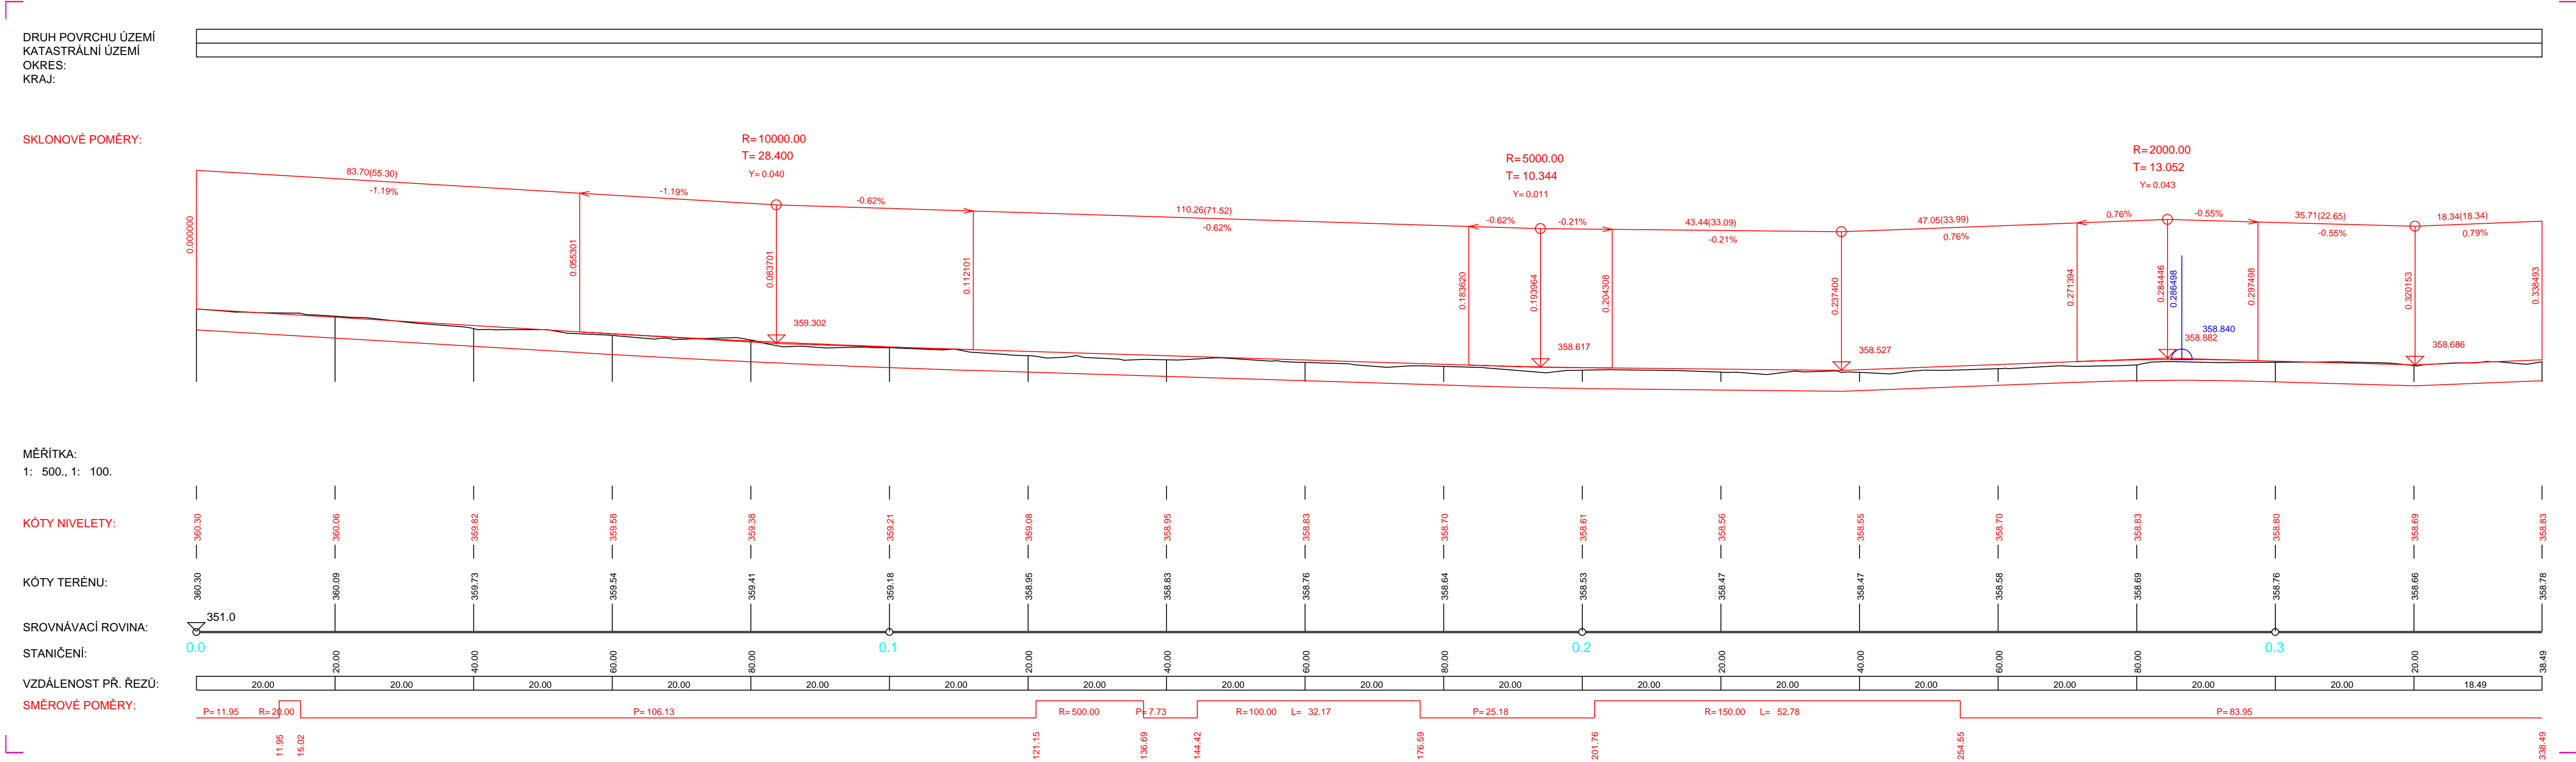 DRUH POVRCHU ÚZEMÍ
KATASTRÁLNÍ ÚZEMÍ
OKRES:
KRAJ:
SKLONOVÉ POMĚRY:
R=10000.00
T= 28.400
Y= 0.040
R=5000.00
T= 10.344
Y= 0.011
R=2000.00
T= 13.052
Y= 0.043
83.70(55.30)
-1.19%
-1.19%
-0.62%
110.26(71.52)
-0.62%
-0.62%
-0.21%
43.44(33.09)
-0.21%
47.05(33.99)
0.76%
0.76%
-0.55%
35.71(22.65)
-0.55%
18.34(18.34)
0.79%
0.000000
0.055301
0.083701
0.112101
0.183620
0.193964
0.204308
0.237400
0.271394
0.284446
0.286498
0.297498
0.320153
0.338493
359.302
358.617
358.527
358.840
358.882
358.686
MĚŘÍTKA:
1: 500., 1: 100.
KÓTY NIVELETY: 360.30 360.06 359.82 359.58 359.38 359.21 359.08 358.95 358.83 358.70 358.61 358.56 358.55 358.70 358.83 358.80 358.69 358.83
KÓTY TERÉNU: 360.30 360.09 359.73 359.54 359.41 359.18 358.95 358.83 358.76 358.64 358.53 358.47 358.47 358.58 358.69 358.76 358.66 358.78
SROVNÁVACÍ ROVINA: 351.0
STANIČENÍ: 0.0 20.00 40.00 60.00 80.00 0.1 20.00 40.00 60.00 80.00 0.2 20.00 40.00 60.00 80.00 0.3 20.00 38.49
VZDÁLENOST PŘ. ŘEZŮ: 20.00 20.00 20.00 20.00 20.00 20.00 20.00 20.00 20.00 20.00 20.00 20.00 20.00 20.00 20.00 20.00 18.49
SMĚROVÉ POMĚRY: P= 11.95 R= 20.00 P= 106.13 R= 500.00 P= 7.73 R= 100.00 L= 32.17 P= 25.18 R= 150.00 L= 52.78 P= 83.95
11.95 15.02 121.15 136.69 144.42 176.59 201.76 254.55 338.49